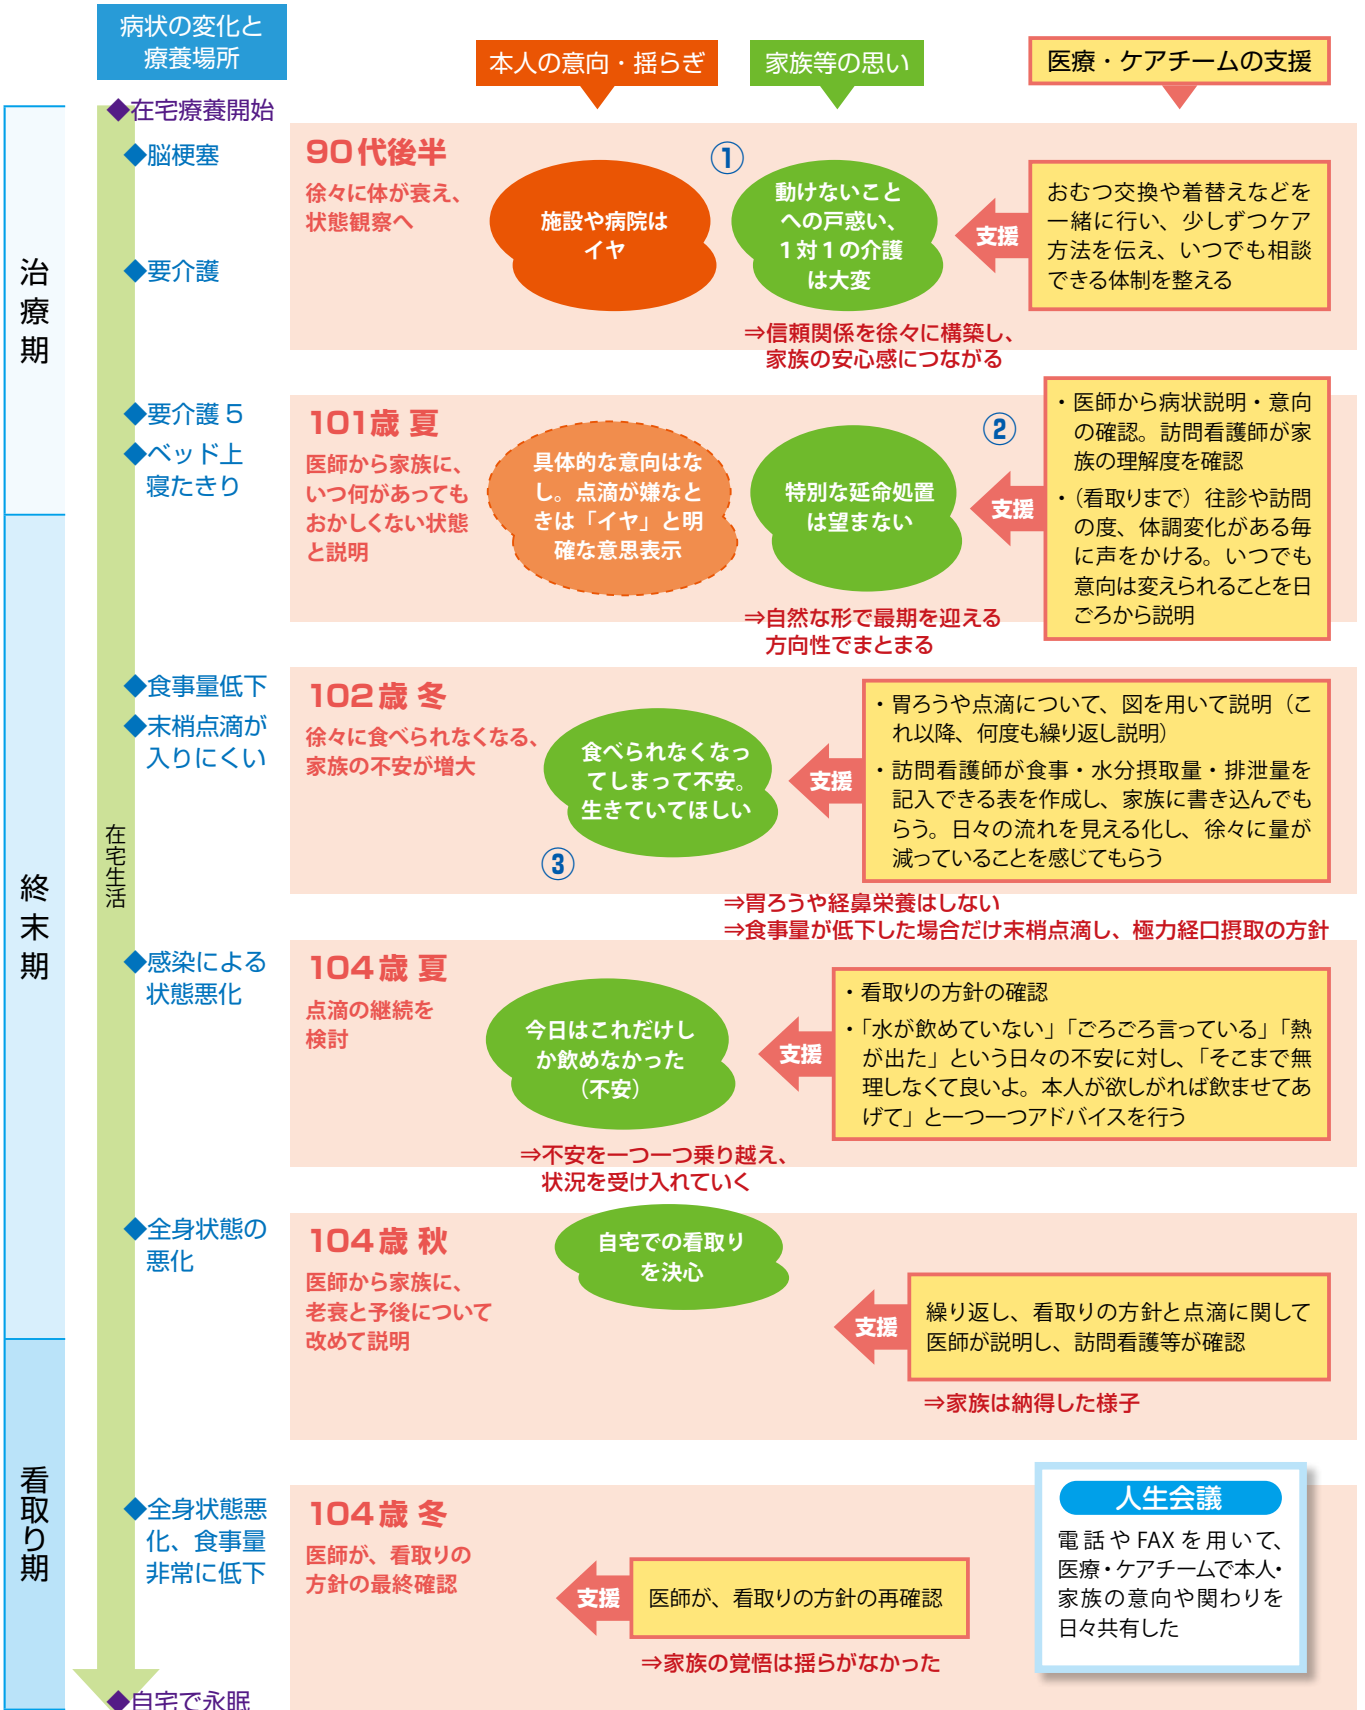 病状の変化と
療養場所
本人の意向・揺らぎ
家族等の思い
医療・ケアチームの支援
治療期
終末期
看取り期
在宅生活
◆在宅療養開始
◆脳梗塞
◆要介護
90代後半
徐々に体が衰え、
状態観察へ
施設や病院は
イヤ
①
動けないこと
への戸惑い、
1対1の介護
は大変
支援
おむつ交換や着替えなどを
一緒に行い、少しずつケア
方法を伝え、いつでも相談
できる体制を整える
⇒信頼関係を徐々に構築し、
家族の安心感につながる
◆要介護5
◆ベッド上
寝たきり
101歳 夏
医師から家族に、
いつ何があっても
おかしくない状態
と説明
具体的な意向はな
し。点滴が嫌なと
きは「イヤ」と明
確な意思表示
特別な延命処置
は望まない
②
支援
・医師から病状説明・意向
の確認。訪問看護師が家
族の理解度を確認
・(看取りまで)往診や訪問
の度、体調変化がある毎
に声をかける。いつでも
意向は変えられることを日
ごろから説明
⇒自然な形で最期を迎える
方向性でまとまる
◆食事量低下
◆末梢点滴が
入りにくい
102歳 冬
徐々に食べられなくなる、
家族の不安が増大
食べられなくなっ
てしまって不安。
生きていてほしい
③
支援
・胃ろうや点滴について、図を用いて説明(こ
れ以降、何度も繰り返し説明)
・訪問看護師が食事・水分摂取量・排泄量を
記入できる表を作成し、家族に書き込んでも
らう。日々の流れを見える化し、徐々に量が
減っていることを感じてもらう
⇒胃ろうや経鼻栄養はしない
⇒食事量が低下した場合だけ末梢点滴し、極力経口摂取の方針
◆感染による
状態悪化
104歳 夏
点滴の継続を
検討
今日はこれだけし
か飲めなかった
(不安)
支援
・看取りの方針の確認
・「水が飲めていない」「ごろごろ言っている」「熱
が出た」という日々の不安に対し、「そこまで無
理しなくて良いよ。本人が欲しがれば飲ませてあ
げて」と一つ一つアドバイスを行う
⇒不安を一つ一つ乗り越え、
状況を受け入れていく
◆全身状態の
悪化
104歳 秋
医師から家族に、
老衰と予後について
改めて説明
自宅での看取り
を決心
支援
繰り返し、看取りの方針と点滴に関して
医師が説明し、訪問看護等が確認
⇒家族は納得した様子
◆全身状態悪
化、食事量
非常に低下
104歳 冬
医師が、看取りの
方針の最終確認
支援
医師が、看取りの方針の再確認
⇒家族の覚悟は揺らがなかった
人生会議
電話やFAXを用いて、
医療・ケアチームで本人・
家族の意向や関わりを
日々共有した
◆自宅で永眠